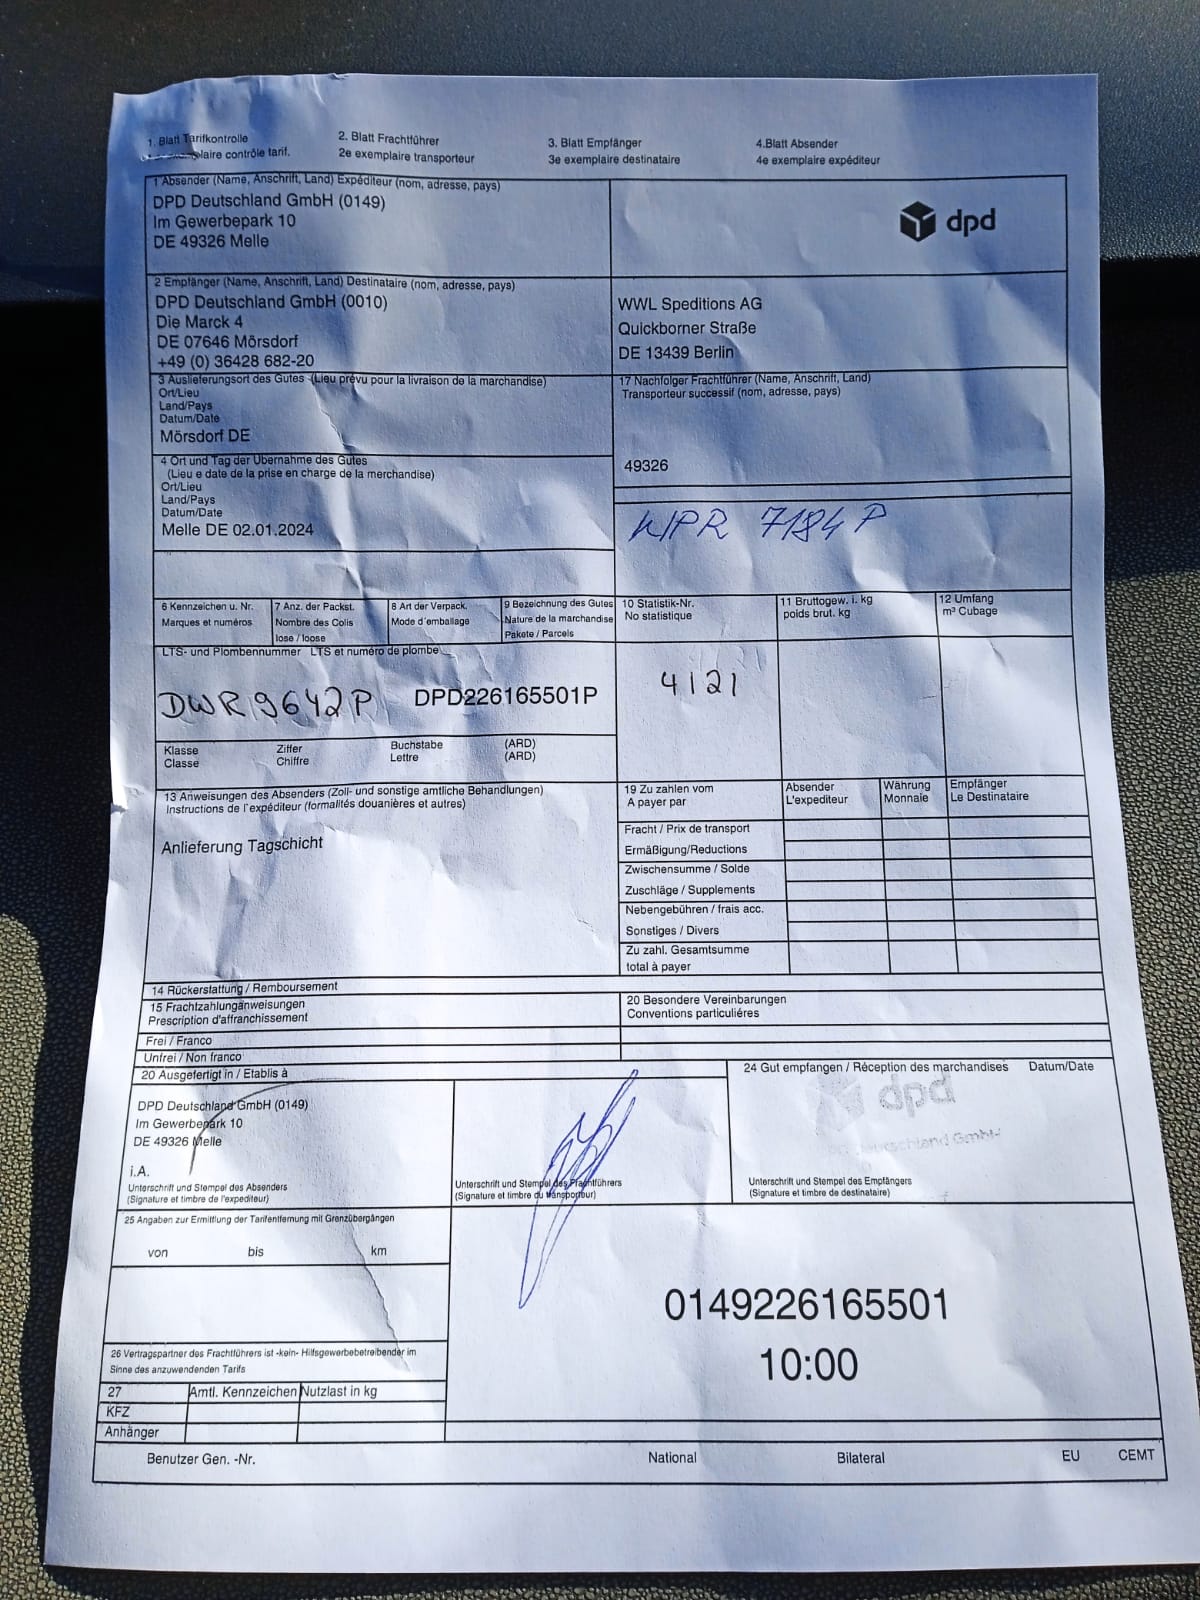 1. Blatt Tarifkontrolle
laire contrôle tarif.
2. Blatt Frachtführer
2e exemplaire transporteur
3. Blatt Empfänger
3e exemplaire destinataire
4.Blatt Absender
4e exemplaire expéditeur
1 Absender (Name, Anschrift, Land) Expéditeur (nom, adresse, pays)
DPD Deutschland GmbH (0149)
Im Gewerbepark 10
DE 49326 Melle
dpd
2 Empfänger (Name, Anschrift, Land) Destinataire (nom, adresse, pays)
DPD Deutschland GmbH (0010)
Die Marck 4
DE 07646 Mörsdorf
+49 (0) 36428 682-20
WWL Speditions AG
Quickborner Straße
DE 13439 Berlin
3 Auslieferungsort des Gutes (Lieu prévu pour la livraison de la marchandise)
Ort/Lieu
Land/Pays
Datum/Date
Mörsdorf DE
17 Nachfolger Frachtführer (Name, Anschrift, Land)
Transporteur successif (nom, adresse, pays)
49326
4 Ort und Tag der Übernahme des Gutes
(Lieu e date de la prise en charge de la merchandise)
Ort/Lieu
Land/Pays
Datum/Date
Melle DE 02.01.2024
WPR 7184P
6 Kennzeichen u. Nr.
Marques et numéros
7 Anz. der Packst.
Nombre des Colis
lose / loose
8 Art der Verpack.
Mode d´emballage
9 Bezeichnung des Gutes
Nature de la marchandise
Pakete / Parcels
10 Statistik-Nr.
No statistique
11 Bruttogew. i. kg
poids brut. kg
12 Umfang
m³ Cubage
LTS- und Plombennummer LTS et numéro de plombe
DWR9642P DPD226165501P
4121
Klasse
Classe
Ziffer
Chiffre
Buchstabe
Lettre
(ARD)
(ARD)
13 Anweisungen des Absenders (Zoll- und sonstige amtliche Behandlungen)
Instructions de l´expéditeur (formalités douanières et autres)
Anlieferung Tagschicht
19 Zu zahlen vom
A payer par
Absender
L'expediteur
Währung
Monnaie
Empfänger
Le Destinataire
Fracht / Prix de transport
Ermäßigung/Reductions
Zwischensumme / Solde
Zuschläge / Supplements
Nebengebühren / frais acc.
Sonstiges / Divers
Zu zahl. Gesamtsumme
total à payer
14 Rückerstattung / Remboursement
15 Frachtzahlunganweisungen
Prescription d'affranchissement
20 Besondere Vereinbarungen
Conventions particuliéres
Frei / Franco
Unfrei / Non franco
20 Ausgefertigt in / Etablis à
DPD Deutschland GmbH (0149)
Im Gewerbepark 10
DE 49326 Melle
i.A.
Unterschrift und Stempel des Absenders
(Signature et timbre de l'expediteur)
Unterschrift und Stempel des Frachtführers
(Signature et timbre du transporteur)
24 Gut empfangen / Réception des marchandises Datum/Date
dpd
Deutschland GmbH
Unterschrift und Stempel des Empfängers
(Signature et timbre de destinataire)
25 Angaben zur Ermittlung der Tarifentfernung mit Grenzübergängen
von bis km
0149226165501
10:00
26 Vertragspartner des Frachtführers ist -kein- Hilfsgewerbebetreibender im
Sinne des anzuwendenden Tarifs
27 Amtl. Kennzeichen Nutzlast in kg
KFZ
Anhänger
Benutzer Gen. -Nr. National Bilateral EU CEMT